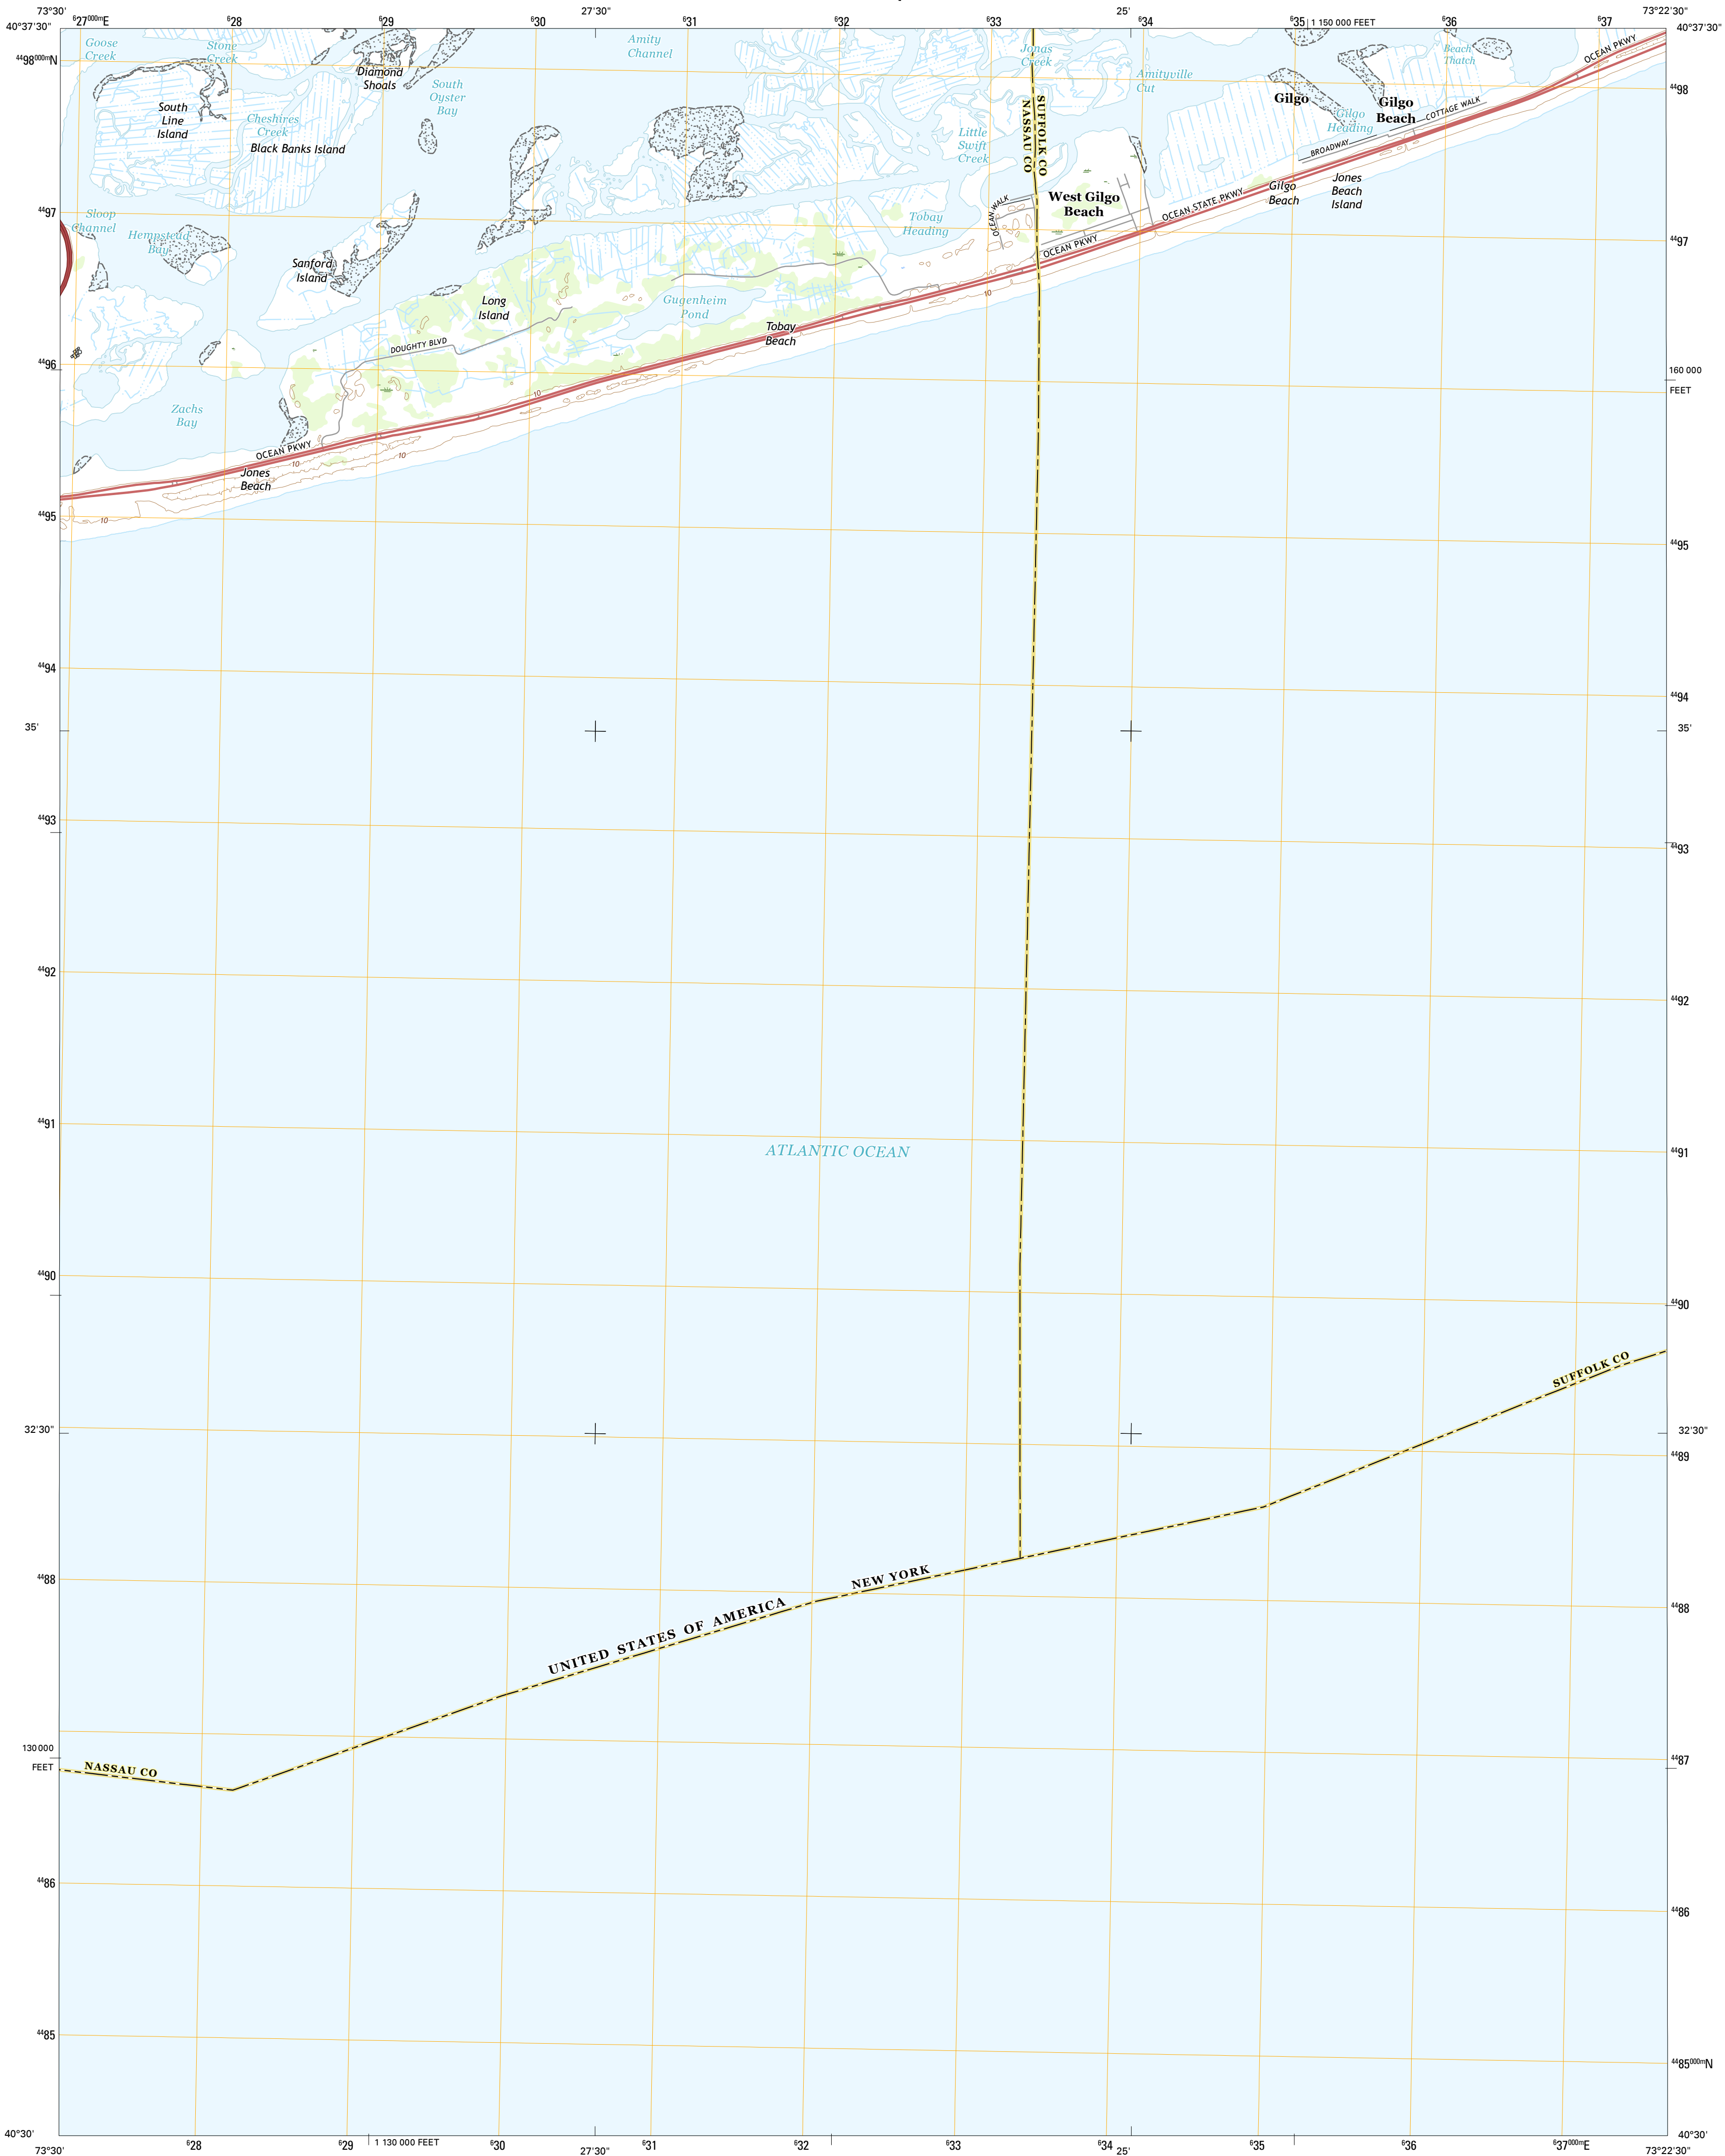 73°30'
⁶27⁰⁰⁰ᵐE
⁶28
⁶29
⁶30
27'30"
⁶31
⁶32
⁶33
25'
⁶34
⁶35
1 150 000 FEET
⁶36
⁶37
73°22'30"
40°37'30"
40°37'30"
⁴⁴98⁰⁰⁰ᵐN
Goose
Creek
Stone
Creek
Diamond
Shoals
South
Oyster
Bay
Amity
Channel
Jonas
Creek
Amityville
Cut
Beach
Thatch
OCEAN PKWY
⁴⁴98
South
Line
Island
Cheshires
Creek
Black Banks Island
Little
Swift
Creek
NASSAU CO
SUFFOLK CO
Gilgo
Gilgo
Beach
Gilgo
Heading
COTTAGE WALK
BROADWAY
⁴⁴97
Sloop
Channel
Hempstead
Bay
Sanford
Island
Long
Island
Gugenheim
Pond
Tobay
Heading
OCEAN WALK
West Gilgo
Beach
OCEAN PKWY
OCEAN STATE PKWY
Gilgo
Beach
Jones
Beach
Island
⁴⁴97
10
Tobay
Beach
DOUGHTY BLVD
⁴⁴96
160 000
FEET
Zachs
Bay
10
OCEAN PKWY
10
10
Jones
Beach
10
⁴⁴95
⁴⁴95
⁴⁴94
⁴⁴94
35'
35'
⁴⁴93
⁴⁴93
⁴⁴92
⁴⁴92
⁴⁴91
⁴⁴91
ATLANTIC OCEAN
⁴⁴90
⁴⁴90
SUFFOLK CO
32'30"
32'30"
⁴⁴89
⁴⁴88
⁴⁴88
NEW YORK
UNITED STATES OF AMERICA
130 000
FEET
NASSAU CO
⁴⁴87
⁴⁴86
⁴⁴86
⁴⁴85
⁴⁴85⁰⁰⁰ᵐN
40°30'
40°30'
73°30'
⁶28
⁶29
1 130 000 FEET
⁶30
27'30"
⁶31
⁶32
⁶33
⁶34
25'
⁶35
⁶36
⁶37⁰⁰⁰ᵐE
73°22'30"